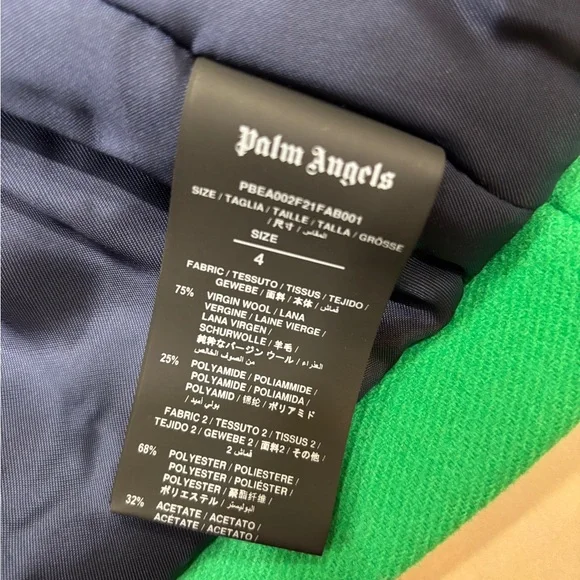 Palm Angels
PBEA002F21FAB001
SIZE / TAGLIA / TAILLE / TALLA / GRÖSSE
/ 尺寸 / المقاس
SIZE
4
FABRIC / TESSUTO / TISSUS / TEJIDO /
GEWEBE / 面料 / 本体 / قماش
75% VIRGIN WOOL / LANA
VERGINE / LAINE VIERGE /
LANA VIRGEN /
SCHURWOLLE / 羊毛 /
純粋なバージン ウール / العذراء
من الصوف الخالص
25% POLYAMIDE / POLIAMMIDE /
POLYAMIDE / POLIAMIDA /
POLYAMID / 锦纶 / ポリアミド
/ بولي أميد
FABRIC 2 / TESSUTO 2 / TISSUS 2 /
TEJIDO 2 / GEWEBE 2 / 面料2 / その他 /
قماش 2
68% POLYESTER / POLIESTERE /
POLYESTER / POLIÉSTER /
POLYESTER / 聚酯纤维 /
ポリエステル / البوليستر
32% ACETATE / ACETATO /
ACÉTATE / ACETATO /